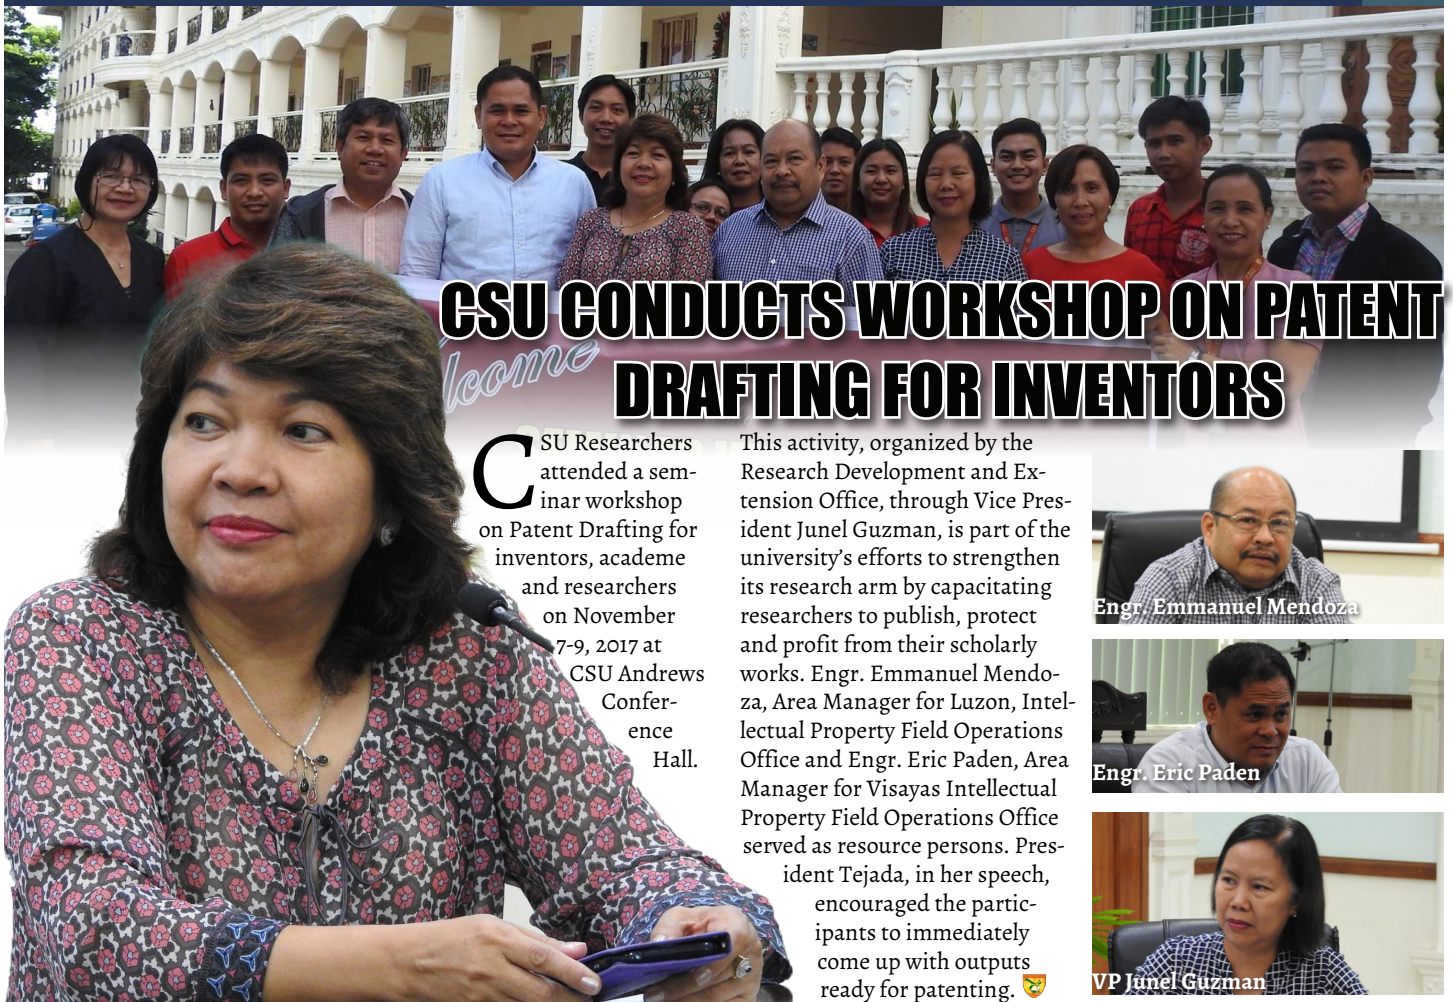 lcome
CSU CONDUCTS WORKSHOP ON PATENT
DRAFTING FOR INVENTORS
CSU Researchers
attended a sem-
inar workshop
on Patent Drafting for
inventors, academe
and researchers
on November
7-9, 2017 at
CSU Andrews
Confer-
ence
Hall.
This activity, organized by the
Research Development and Ex-
tension Office, through Vice Pres-
ident Junel Guzman, is part of the
university's efforts to strengthen
its research arm by capacitating
researchers to publish, protect
and profit from their scholarly
works. Engr. Emmanuel Mendo-
za, Area Manager for Luzon, Intel-
lectual Property Field Operations
Office and Engr. Eric Paden, Area
Manager for Visayas Intellectual
Property Field Operations Office
served as resource persons. Pres-
ident Tejada, in her speech,
encouraged the partic-
ipants to immediately
come up with outputs
ready for patenting.
Engr. Emmanuel Mendoza
Engr. Eric Paden
VP Junel Guzman